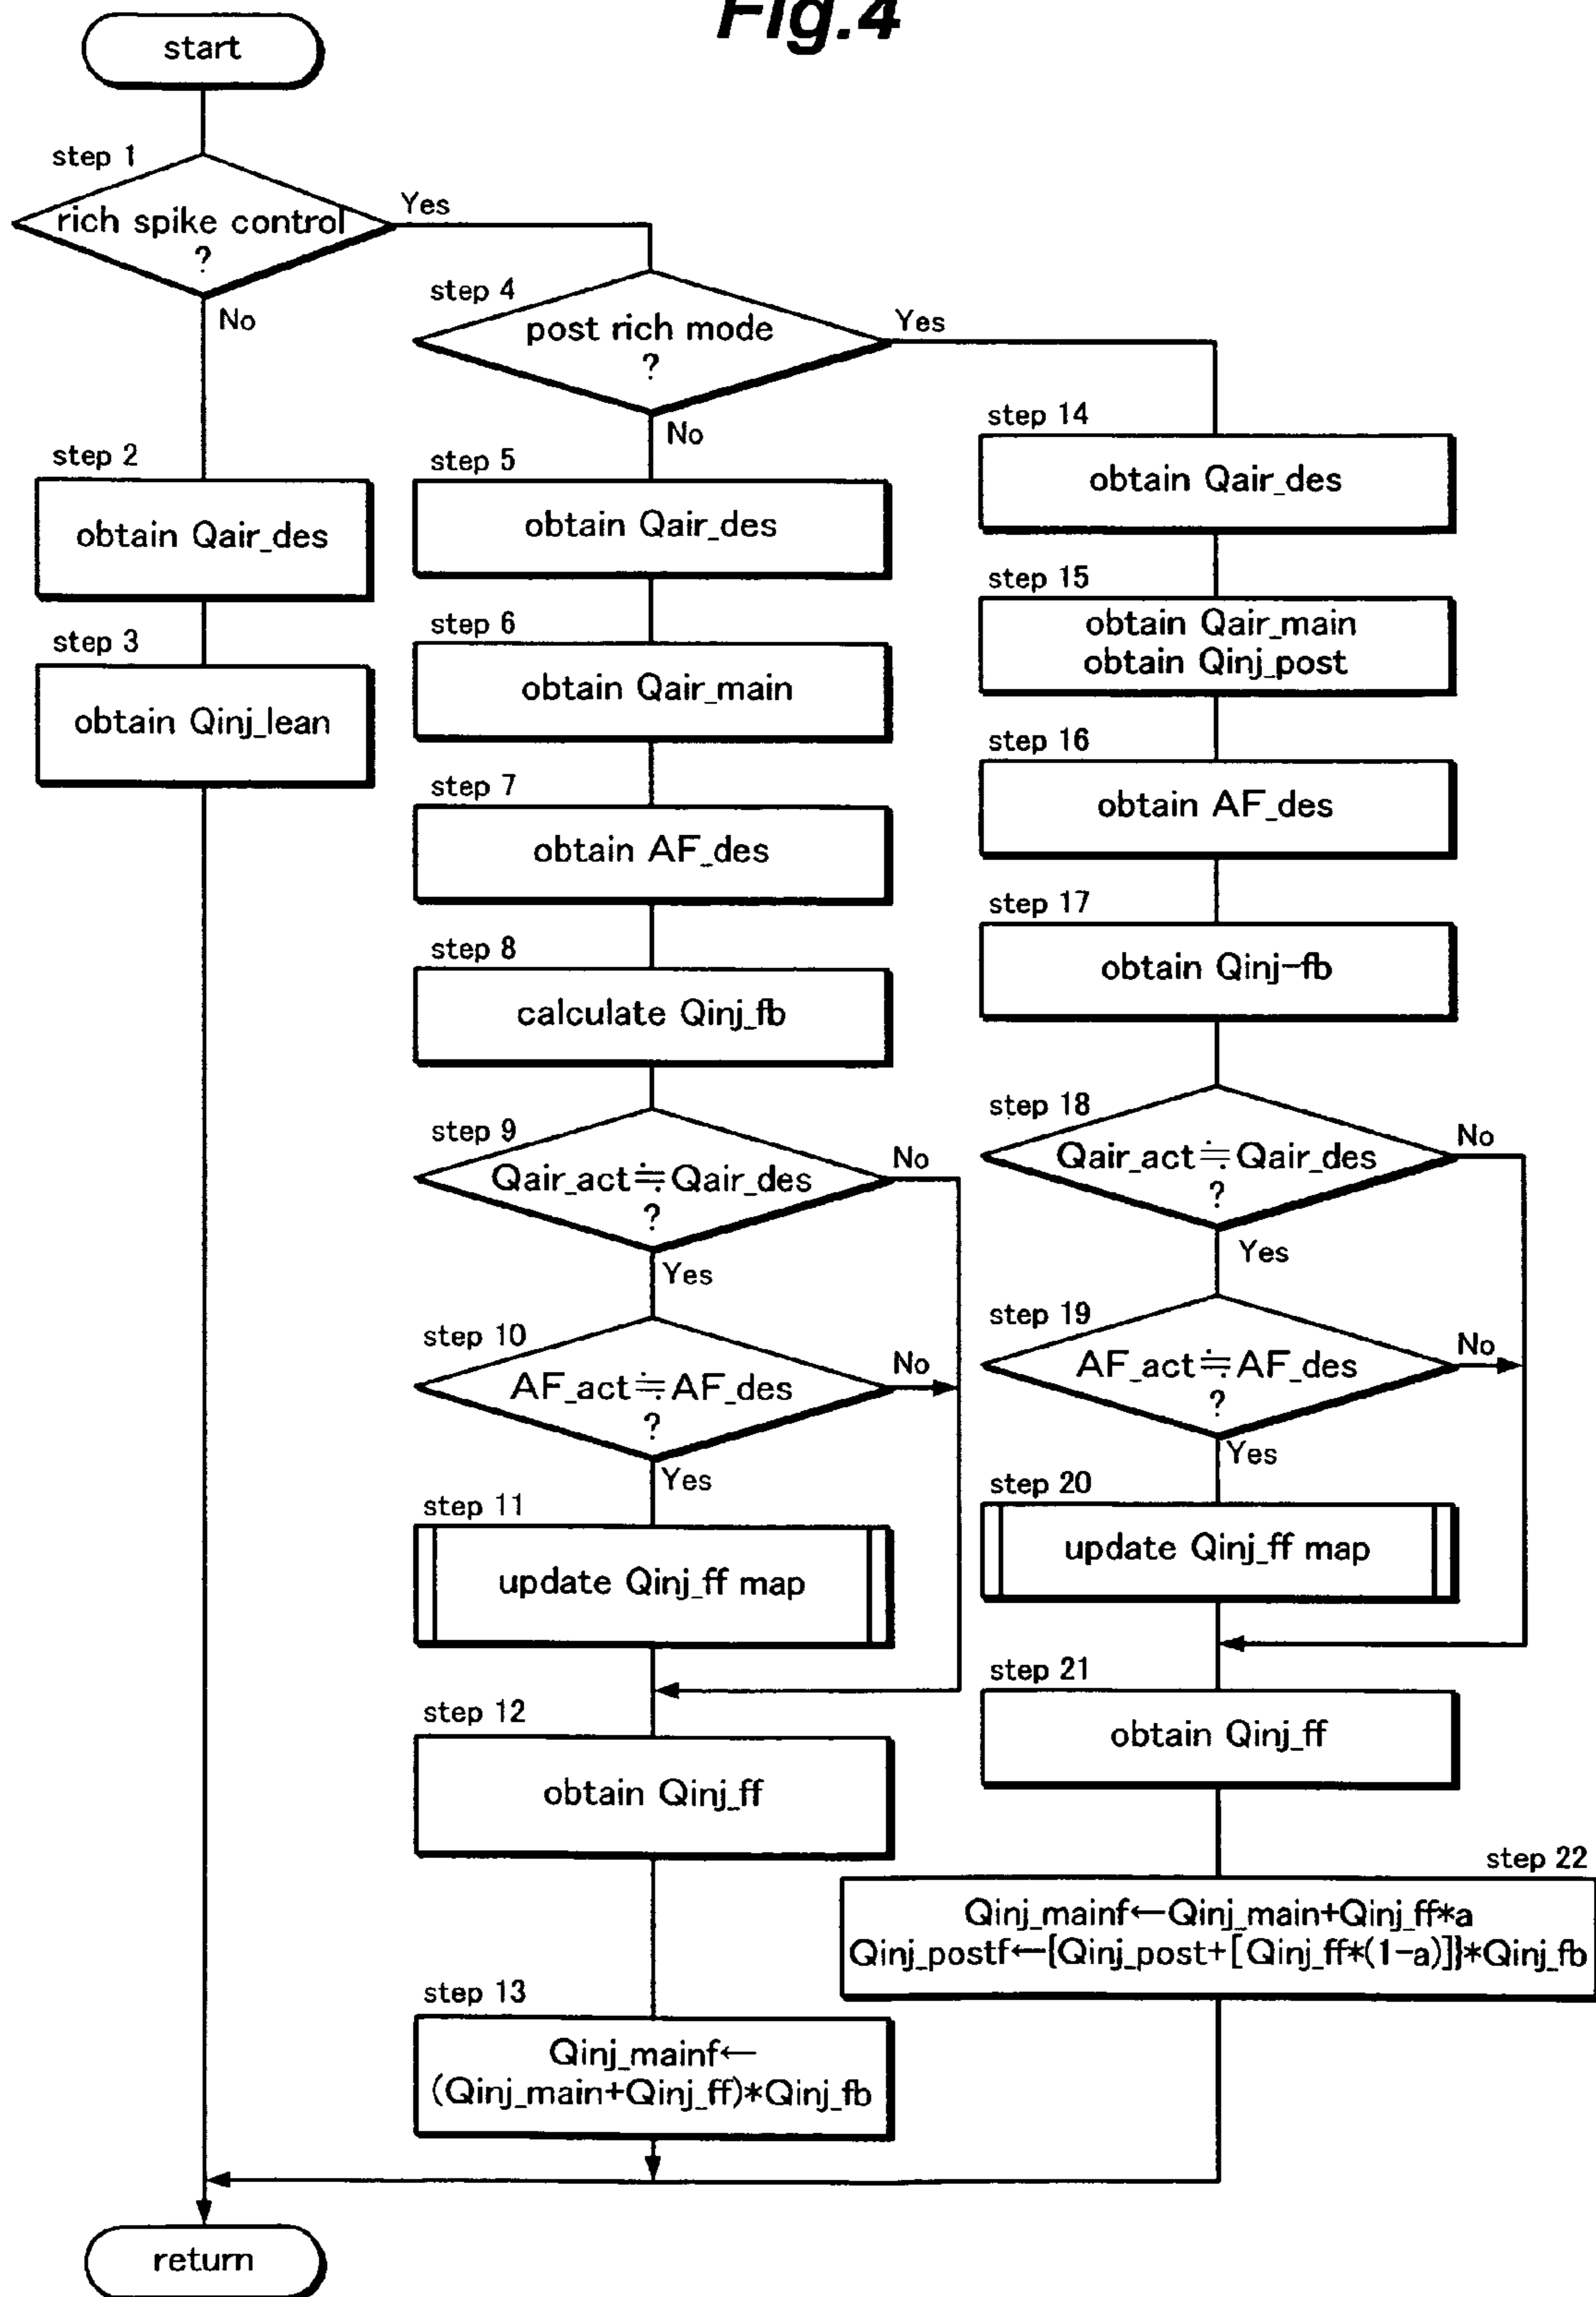 Fig.4
start
step 1
rich spike control
?
Yes
No
step 2
obtain Qair_des
step 3
obtain Qinj_lean
step 4
post rich mode
?
Yes
No
step 5
obtain Qair_des
step 6
obtain Qair_main
step 7
obtain AF_des
step 8
calculate Qinj_fb
step 9
Qair_act≒Qair_des
?
No
Yes
step 10
AF_act≒AF_des
?
No
Yes
step 11
update Qinj_ff map
step 12
obtain Qinj_ff
step 13
Qinj_mainf←
(Qinj_main+Qinj_ff)*Qinj_fb
step 14
obtain Qair_des
step 15
obtain Qair_main
obtain Qinj_post
step 16
obtain AF_des
step 17
obtain Qinj-fb
step 18
Qair_act≒Qair_des
?
No
Yes
step 19
AF_act≒AF_des
?
No
Yes
step 20
update Qinj_ff map
step 21
obtain Qinj_ff
step 22
Qinj_mainf←Qinj_main+Qinj_ff*a
Qinj_postf←{Qinj_post+[Qinj_ff*(1-a)]}*Qinj_fb
return